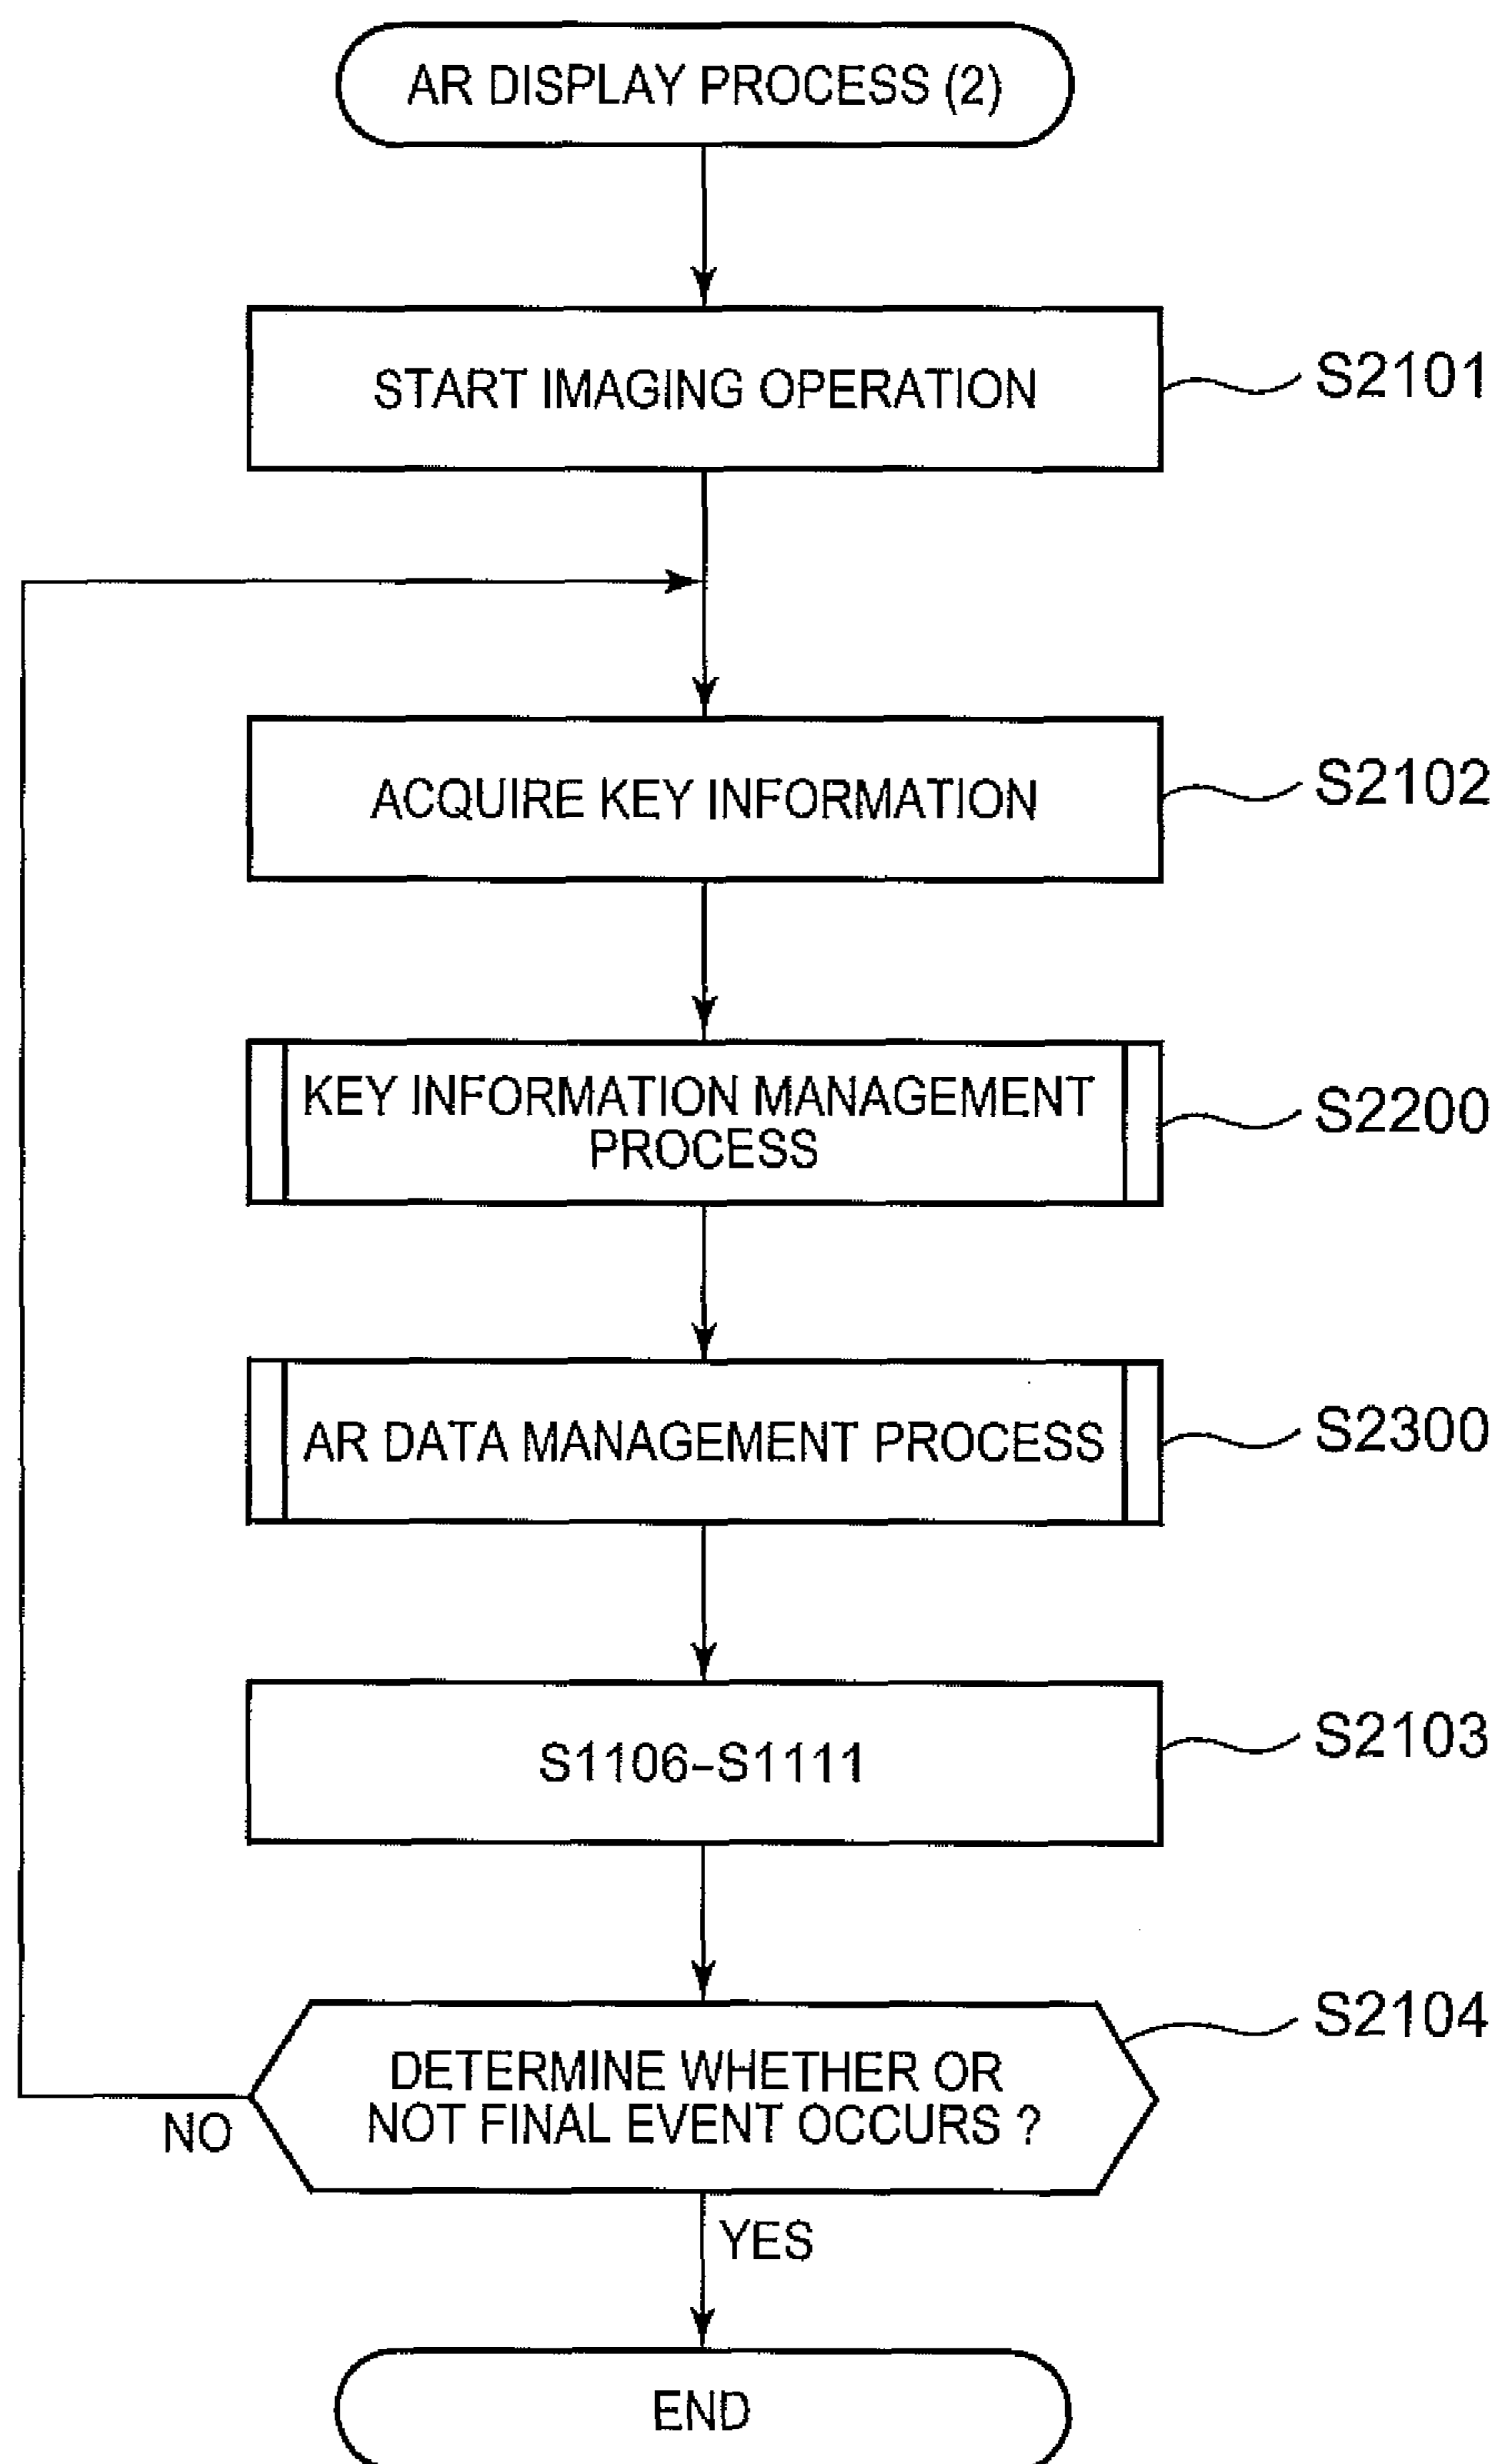 AR DISPLAY PROCESS (2)
START IMAGING OPERATION
S2101
ACQUIRE KEY INFORMATION
S2102
KEY INFORMATION MANAGEMENT
PROCESS
S2200
AR DATA MANAGEMENT PROCESS
S2300
S1106-S1111
S2103
DETERMINE WHETHER OR
NOT FINAL EVENT OCCURS ?
S2104
NO
YES
END